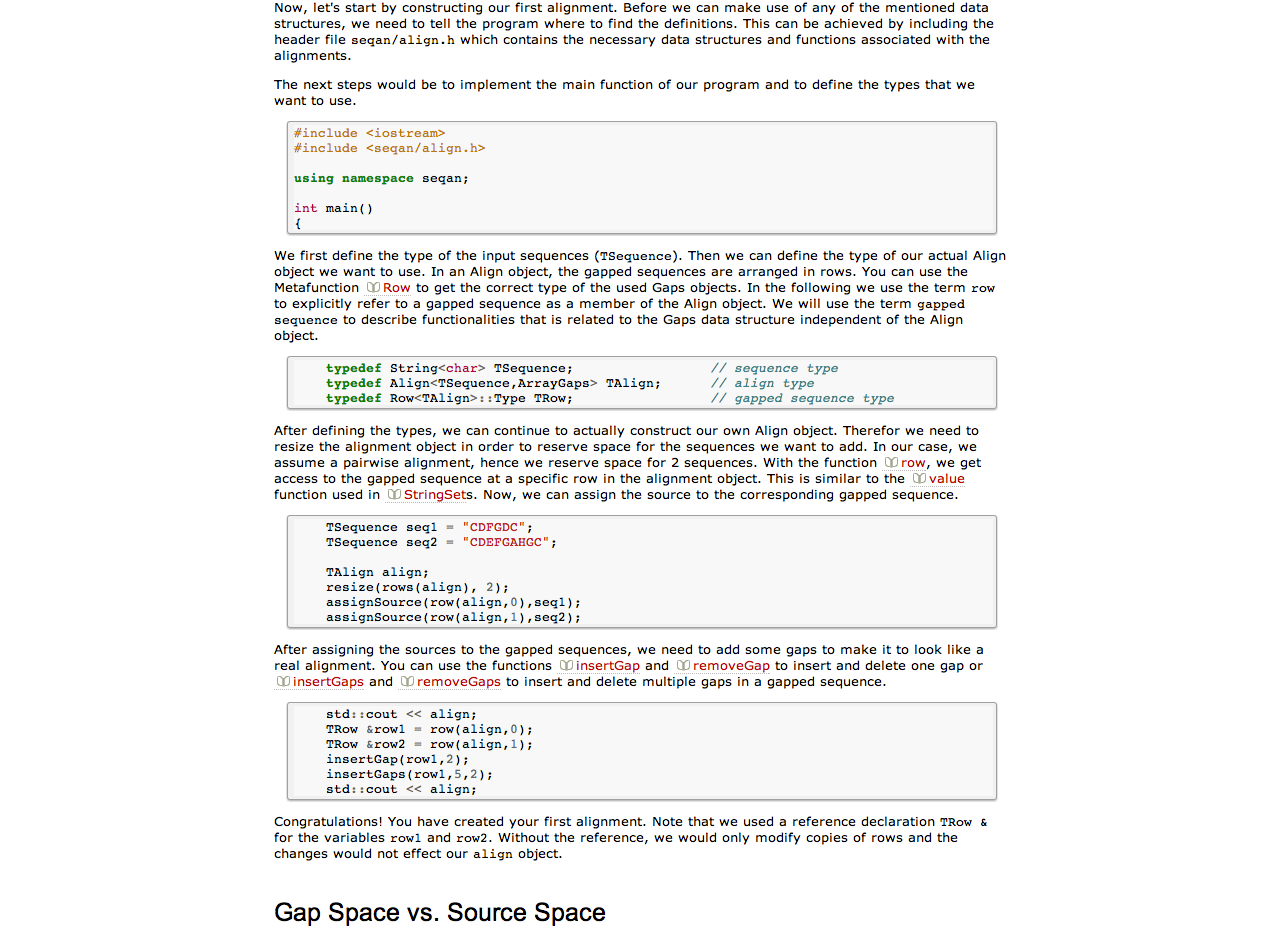 Now, let's start by constructing our first alignment. Before we can make use of any of the mentioned data
structures, we need to tell the program where to find the definitions. This can be achieved by including the
header file seqan/align.h which contains the necessary data structures and functions associated with the
alignments.
The next steps would be to implement the main function of our program and to define the types that we
want to use.
#include <iostream>
#include <seqan/align.h>
using namespace seqan;
int main()
{
We first define the type of the input sequences (TSequence). Then we can define the type of our actual Align
object we want to use. In an Align object, the gapped sequences are arranged in rows. You can use the
Metafunction Row to get the correct type of the used Gaps objects. In the following we use the term row
to explicitly refer to a gapped sequence as a member of the Align object. We will use the term gapped
sequence to describe functionalities that is related to the Gaps data structure independent of the Align
object.
typedef String<char> TSequence; // sequence type
typedef Align<TSequence,ArrayGaps> TAlign; // align type
typedef Row<TAlign>::Type TRow; // gapped sequence type
After defining the types, we can continue to actually construct our own Align object. Therefor we need to
resize the alignment object in order to reserve space for the sequences we want to add. In our case, we
assume a pairwise alignment, hence we reserve space for 2 sequences. With the function row, we get
access to the gapped sequence at a specific row in the alignment object. This is similar to the value
function used in StringSets. Now, we can assign the source to the corresponding gapped sequence.
TSequence seq1 = "CDFGDC";
TSequence seq2 = "CDEFGAHGC";
TAlign align;
resize(rows(align), 2);
assignSource(row(align,0),seq1);
assignSource(row(align,1),seq2);
After assigning the sources to the gapped sequences, we need to add some gaps to make it to look like a
real alignment. You can use the functions insertGap and removeGap to insert and delete one gap or
insertGaps and removeGaps to insert and delete multiple gaps in a gapped sequence.
std::cout << align;
TRow &row1 = row(align,0);
TRow &row2 = row(align,1);
insertGap(row1,2);
insertGaps(row1,5,2);
std::cout << align;
Congratulations! You have created your first alignment. Note that we used a reference declaration TRow &
for the variables row1 and row2. Without the reference, we would only modify copies of rows and the
changes would not effect our align object.
Gap Space vs. Source Space